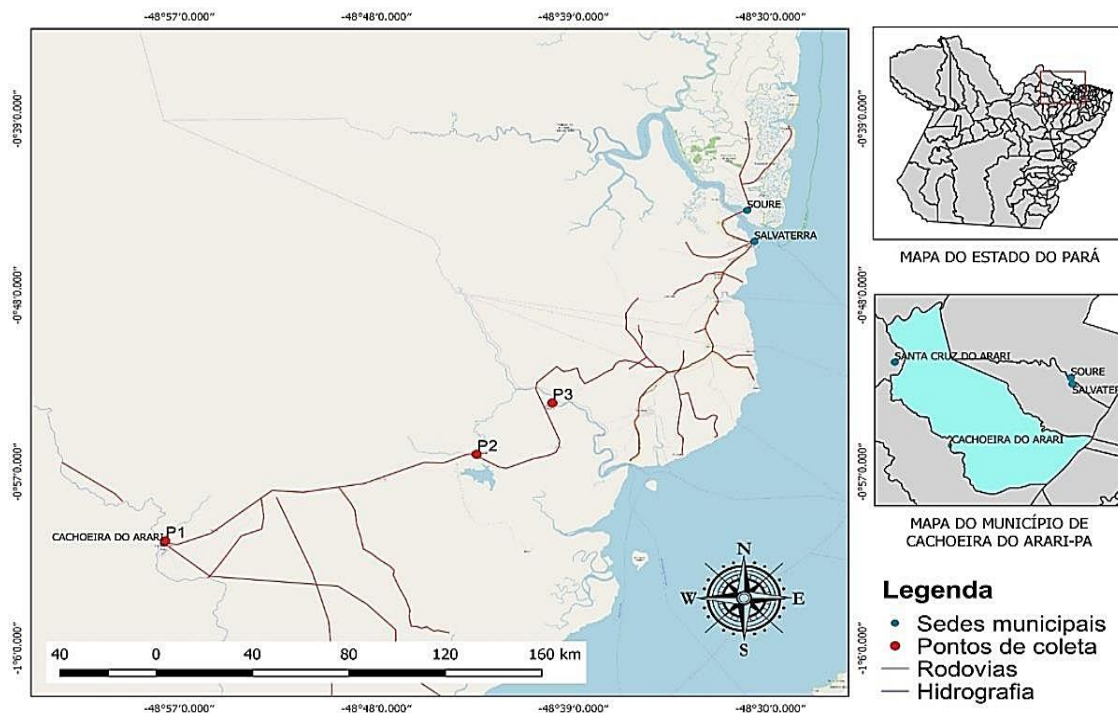 -48°57'0.000" -48°48'0.000" -48°39'0.000" -48°30'0.000"
-0°39'0.000" -0°39'0.000"
SOURE
SALVATERRA
-0°48'0.000" -0°48'0.000"
P3
P2
-0°57'0.000" -0°57'0.000"
CACHOEIRA DO ARARI P1
N
W E
S
-1°6'0.000" -1°6'0.000"
40 0 40 80 120 160 km
-48°57'0.000" -48°48'0.000" -48°39'0.000" -48°30'0.000"
MAPA DO ESTADO DO PARÁ
SANTA CRUZ DO ARARI
SOURE
SALVATER
CACHOEIRA DO ARARI
MAPA DO MUNICÍPIO DE
CACHOEIRA DO ARARI-PA
Legenda
Sedes municipais
Pontos de coleta
Rodovias
Hidrografia